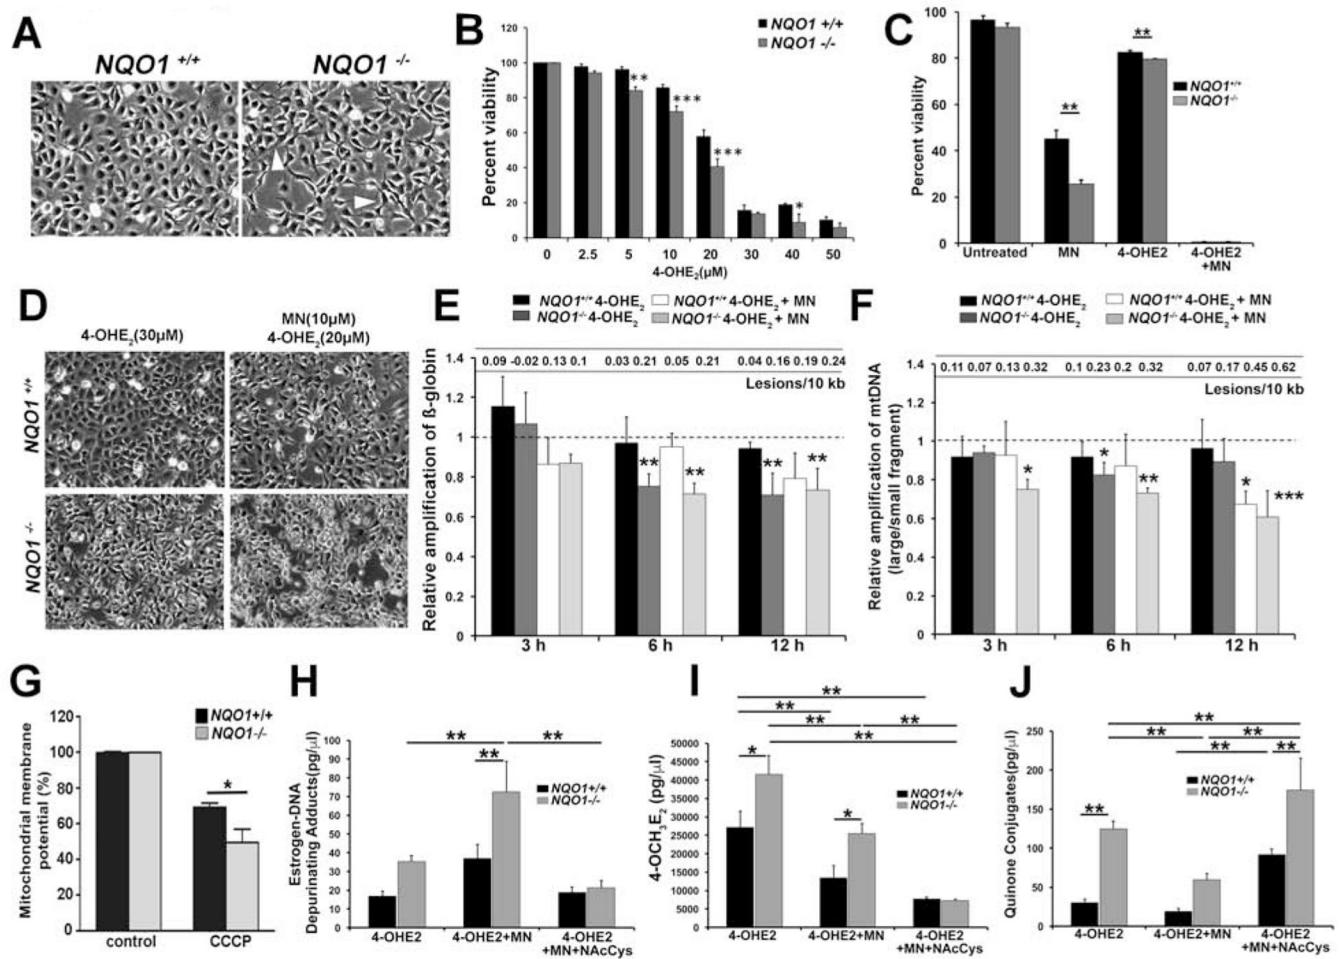 A
NQO1 +/+
NQO1 -/-
B
Percent viability
120
100
80
60
40
20
0
NQO1 +/+
NQO1 -/-
**
***
***
*
0 2.5 5 10 20 30 40 50
4-OHE2(µM)
C
Percent viability
100
80
60
40
20
0
**
**
NQO1+/+
NQO1-/-
Untreated MN 4-OHE2 4-OHE2
+MN
D
4-OHE2(30µM)
MN(10µM)
4-OHE2(20µM)
NQO1 +/+
NQO1 -/-
E
NQO1+/+ 4-OHE2 NQO1+/+ 4-OHE2 + MN
NQO1-/- 4-OHE2 NQO1-/- 4-OHE2 + MN
Relative amplification of ß-globin
1.4
1.2
1
0.8
0.6
0.4
0.2
0
0.09 -0.02 0.13 0.1 0.03 0.21 0.05 0.21 0.04 0.16 0.19 0.24
Lesions/10 kb
** ** ** **
3 h 6 h 12 h
F
NQO1+/+ 4-OHE2 NQO1+/+ 4-OHE2 + MN
NQO1-/- 4-OHE2 NQO1-/- 4-OHE2 + MN
Relative amplification of mtDNA
(large/small fragment)
1.4
1.2
1
0.8
0.6
0.4
0.2
0
0.11 0.07 0.13 0.32 0.1 0.23 0.2 0.32 0.07 0.17 0.45 0.62
Lesions/10 kb
* * ** * ***
3 h 6 h 12 h
G
Mitochondrial membrane
potential (%)
120
100
80
60
40
20
0
NQO1+/+
NQO1-/-
*
control CCCP
H
Estrogen-DNA
Depurinating Adducts(pg/µl)
100
90
80
70
60
50
40
30
20
10
0
** **
**
NQO1+/+
NQO1-/-
4-OHE2 4-OHE2+MN 4-OHE2
+MN+NAcCys
I
4-OCH3E2 (pg/µl)
50000
45000
40000
35000
30000
25000
20000
15000
10000
5000
0
**
**
** **
**
*
*
NQO1+/+
NQO1-/-
4-OHE2 4-OHE2+MN 4-OHE2
+MN+NAcCys
J
Quinone Conjugates(pg/µl)
250
200
150
100
50
0
**
** **
** **
**
NQO1+/+
NQO1-/-
4-OHE2 4-OHE2+MN 4-OHE2
+MN+NAcCys